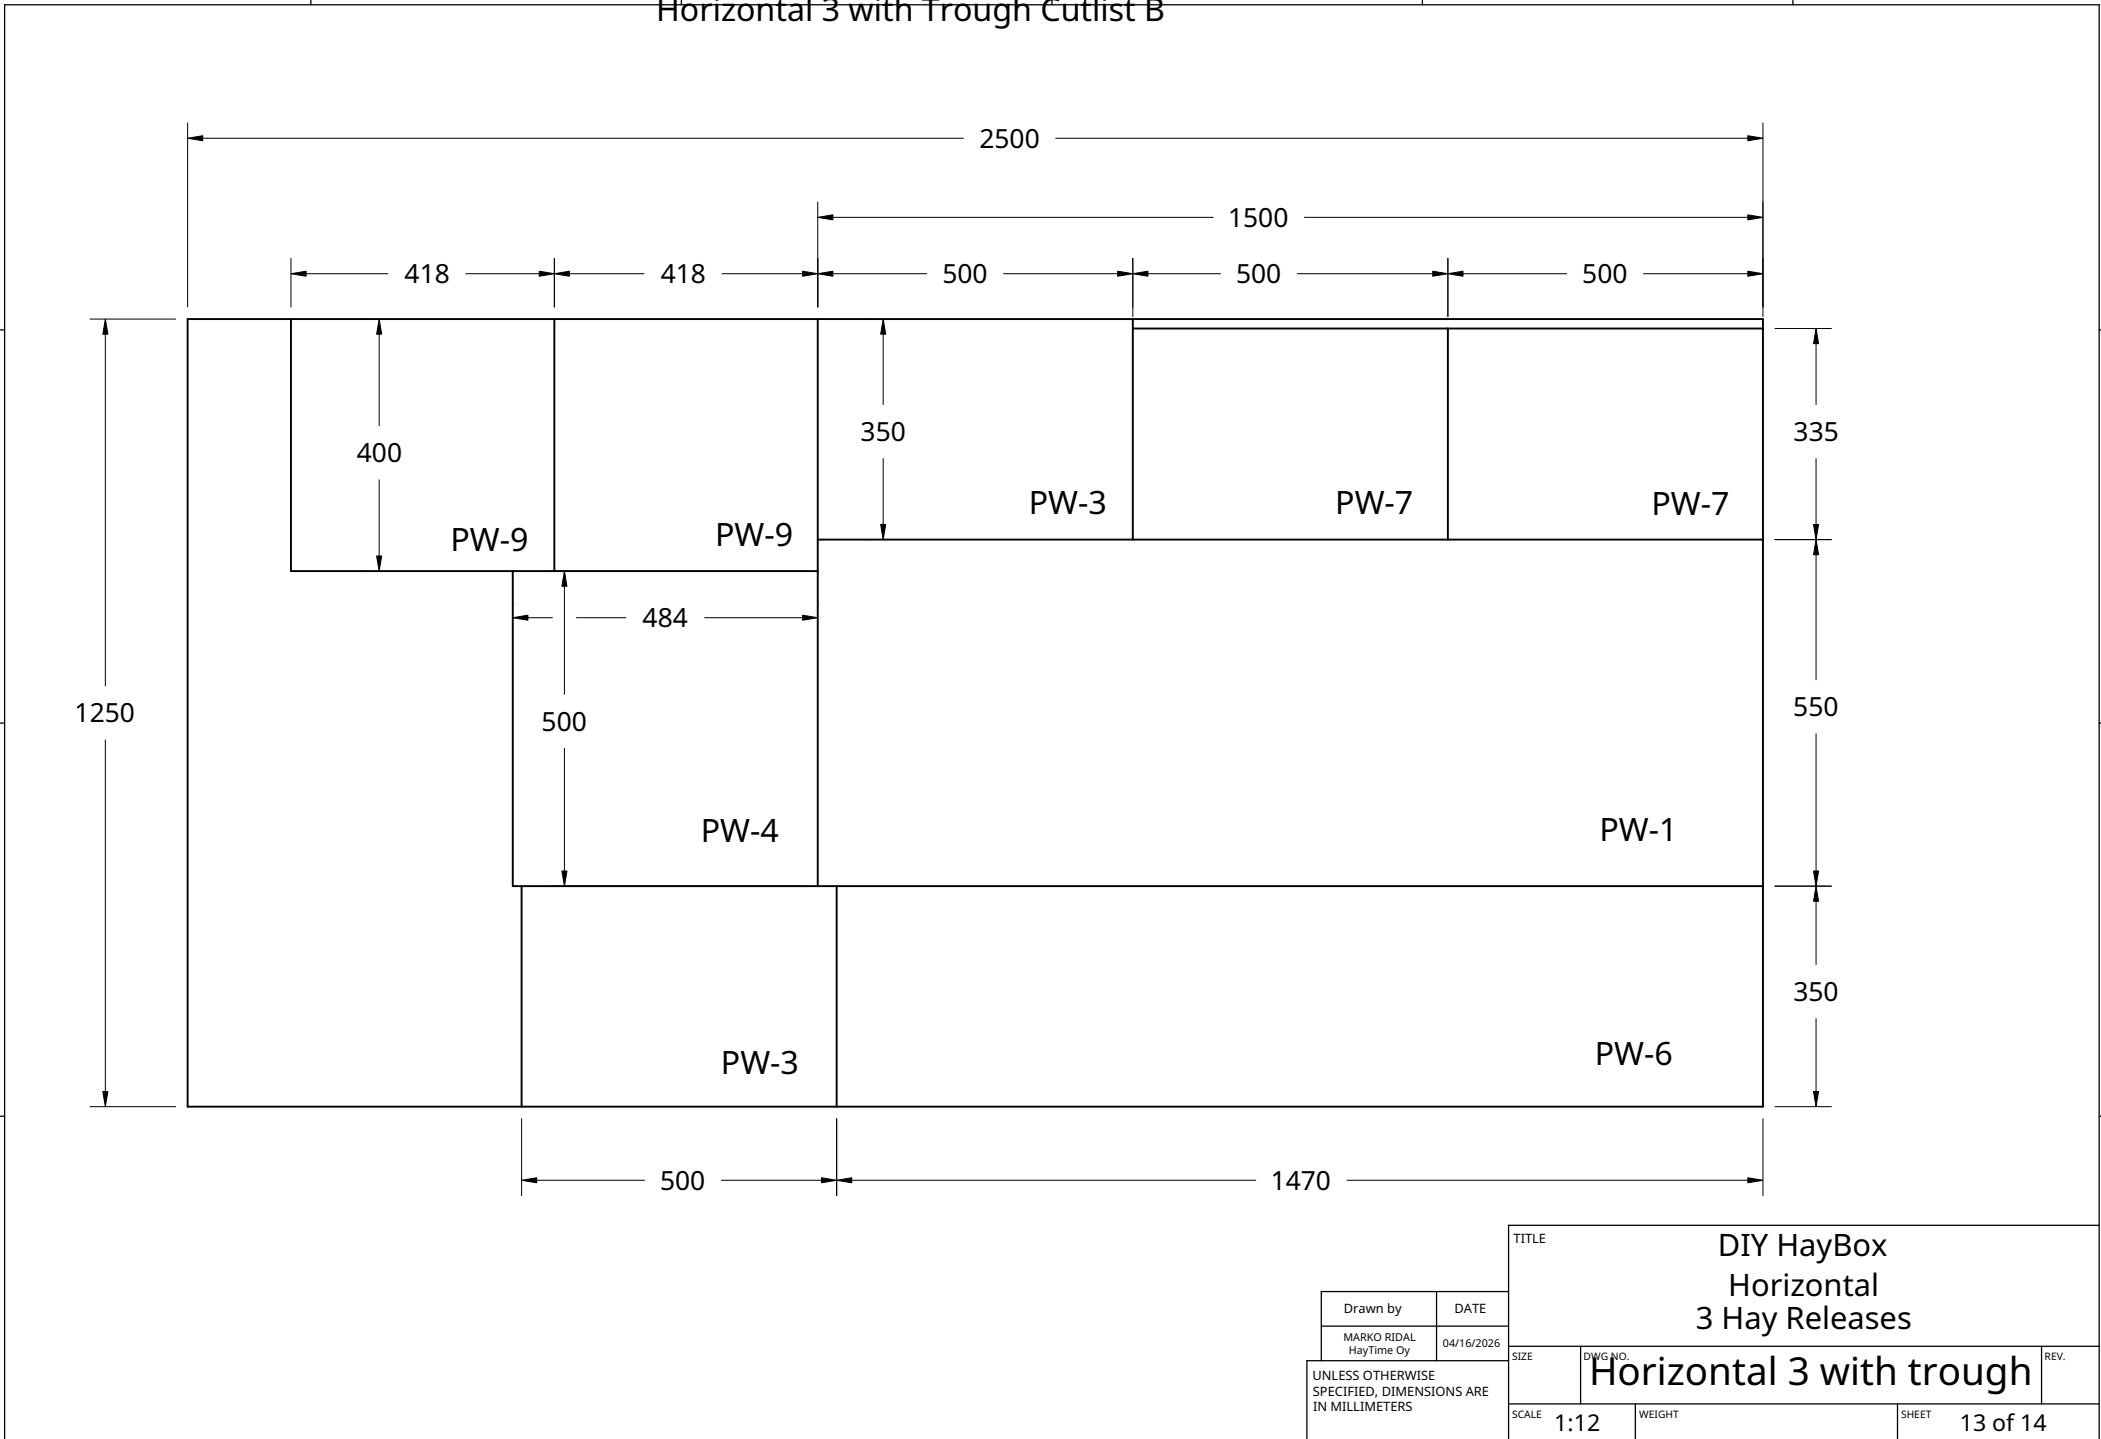 Horizontal 3 with Trough Cutlist B
2500
1500
418
418
500
500
500
400
350
335
PW-9
PW-9
PW-3
PW-7
PW-7
484
1250
500
550
PW-4
PW-1
350
PW-3
PW-6
500
1470
TITLE
DIY HayBox
Horizontal
3 Hay Releases
Drawn by
DATE
MARKO RIDAL
HayTime Oy
04/16/2026
SIZE
DWG NO.
Horizontal 3 with trough
REV.
UNLESS OTHERWISE
SPECIFIED, DIMENSIONS ARE
IN MILLIMETERS
SCALE
1:12
WEIGHT
SHEET
13 of 14